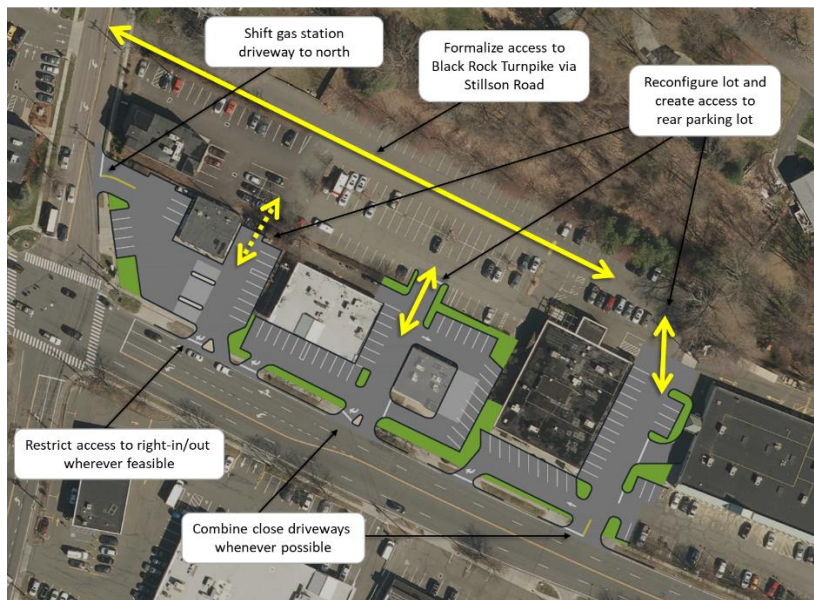 Shift gas station
driveway to north
Formalize access to
Black Rock Turnpike via
Stillson Road
Reconfigure lot and
create access to
rear parking lot
Restrict access to right-in/out
wherever feasible
Combine close driveways
whenever possible